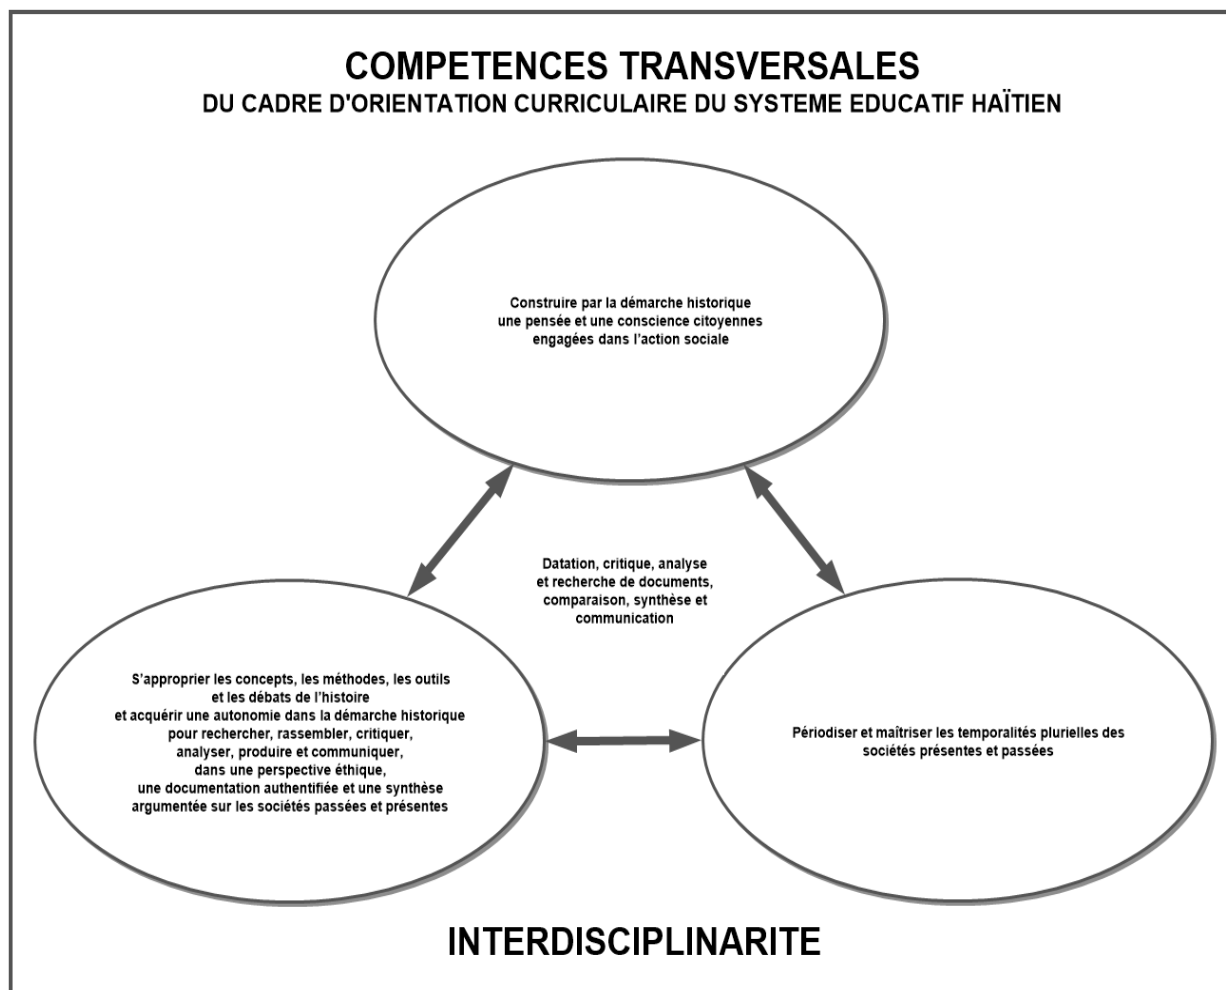 COMPETENCES TRANSVERSALES
DU CADRE D'ORIENTATION CURRICULAIRE DU SYSTEME EDUCATIF HAÏTIEN
Construire par la démarche historique
une pensée et une conscience citoyennes
engagées dans l'action sociale
Datation, critique, analyse
et recherche de documents,
comparaison, synthèse et
communication
S'approprier les concepts, les méthodes, les outils
et les débats de l'histoire
et acquérir une autonomie dans la démarche historique
pour rechercher, rassembler, critiquer,
analyser, produire et communiquer,
dans une perspective éthique,
une documentation authentifiée et une synthèse
argumentée sur les sociétés passées et présentes
Périodiser et maîtriser les temporalités plurielles des
sociétés présentes et passées
INTERDISCIPLINARITE